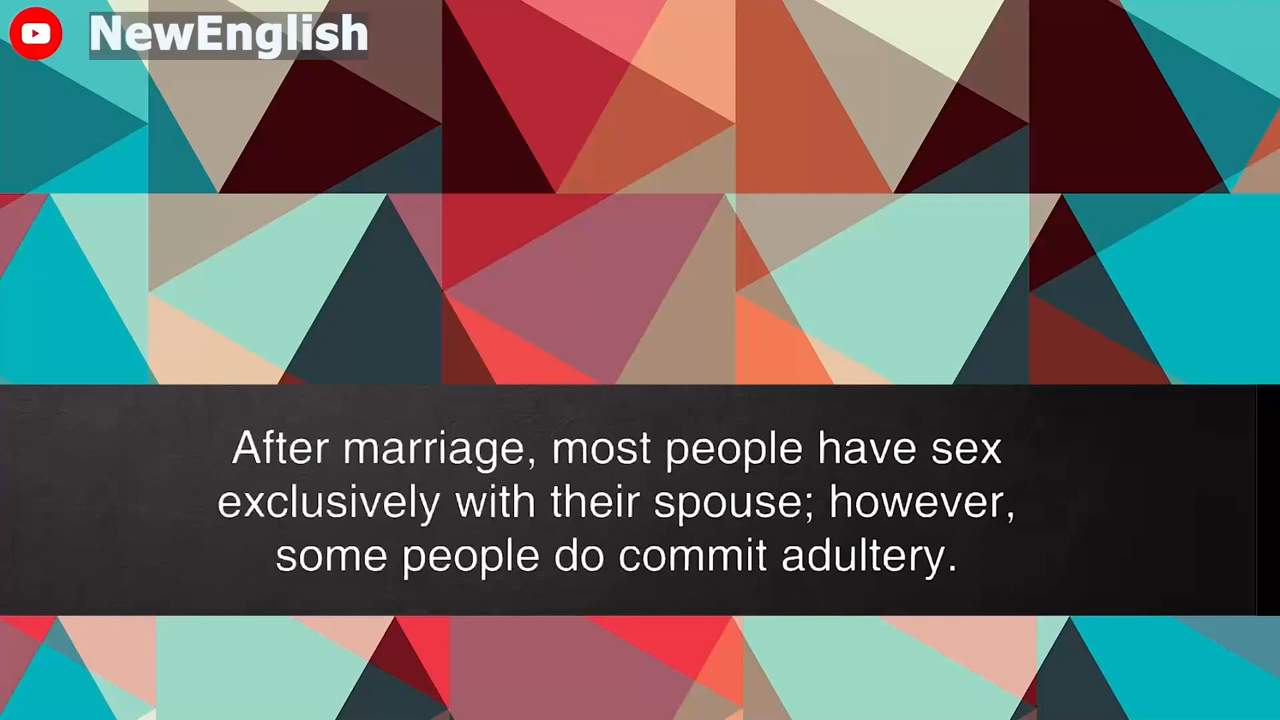 NewEnglish
After marriage, most people have sex
exclusively with their spouse; however,
some people do commit adultery.